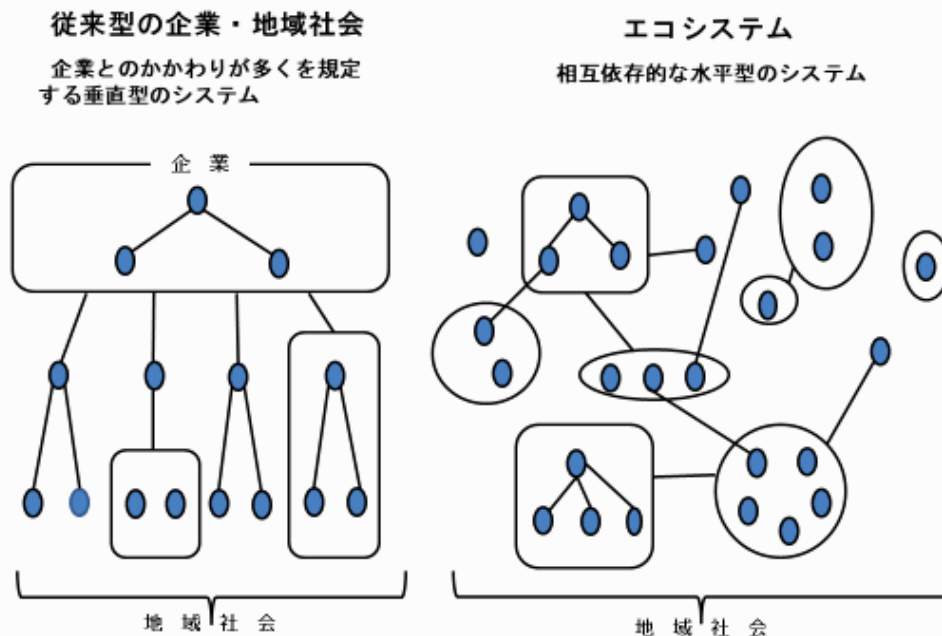 従来型の企業・地域社会
企業とのかかわりが多くを規定
する垂直型のシステム
企 業
地 域 社 会
エコシステム
相互依存的な水平型のシステム
地 域 社 会